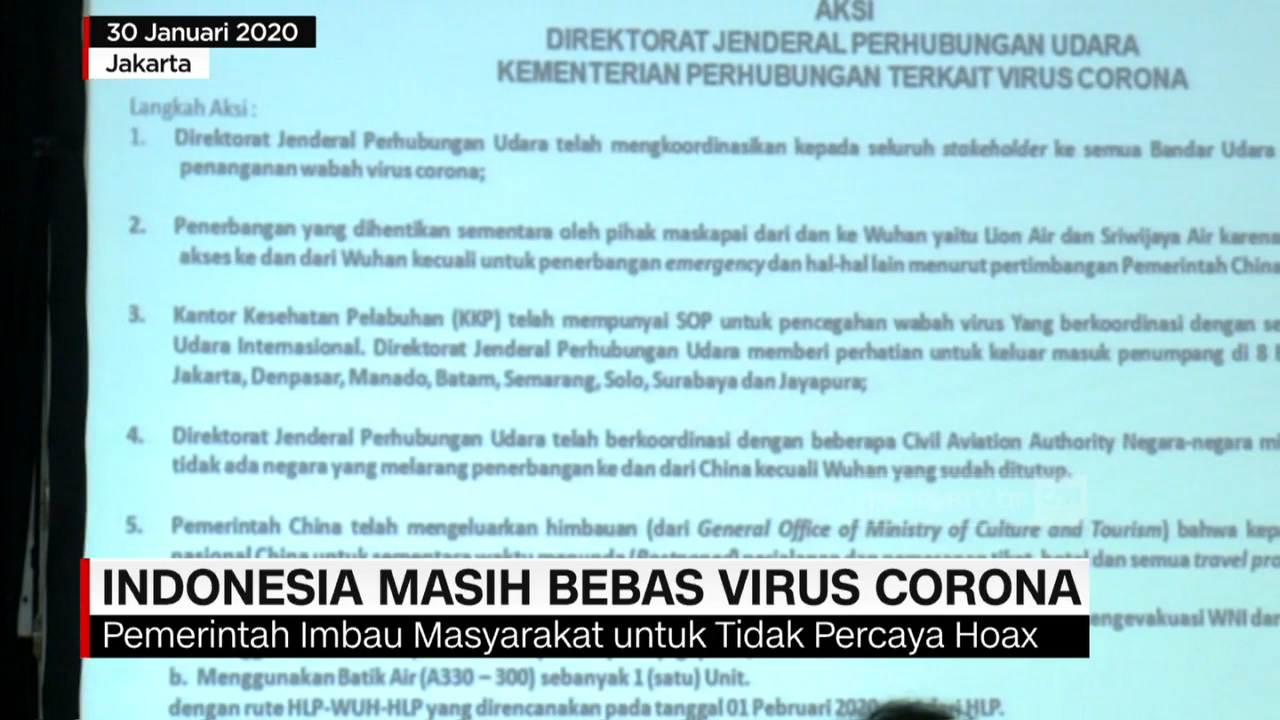 30 Januari 2020
Jakarta
AKSI
DIREKTORAT JENDERAL PERHUBUNGAN UDARA
KEMENTERIAN PERHUBUNGAN TERKAIT VIRUS CORONA
Langkah Aksi :
1. Direktorat Jenderal Perhubungan Udara telah mengkoordinasikan kepada seluruh stakeholder ke semua Bandar Udara
penanganan wabah virus corona;
2. Penerbangan yang dihentikan sementara oleh pihak maskapai dari dan ke Wuhan yaitu Lion Air dan Sriwijaya Air karena
akses ke dan dari Wuhan kecuali untuk penerbangan emergency dan hal-hal lain menurut pertimbangan Pemerintah China
3. Kantor Kesehatan Pelabuhan (KKP) telah mempunyai SOP untuk pencegahan wabah virus Yang berkoordinasi dengan
Udara Internasional. Direktorat Jenderal Perhubungan Udara memberi perhatian untuk keluar masuk penumpang di 8
Jakarta, Denpasar, Manado, Batam, Semarang, Solo, Surabaya dan Jayapura;
4. Direktorat Jenderal Perhubungan Udara telah berkoordinasi dengan beberapa Civil Aviation Authority Negara-negara
tidak ada negara yang melarang penerbangan ke dan dari China kecuali Wuhan yang sudah ditutup.
5. Pemerintah China telah mengeluarkan himbauan (dari General Office of Ministry of Culture and Tourism) bahwa
dan semua travel
INDONESIA MASIH BEBAS VIRUS CORONA
Pemerintah Imbau Masyarakat untuk Tidak Percaya Hoax
WNI
b. Menggunakan Batik Air (A330 – 300) sebanyak 1 (satu) Unit.
dengan rute HLP-WUH-HLP yang direncanakan pada tanggal 01 Pebruari 2020 HLP.